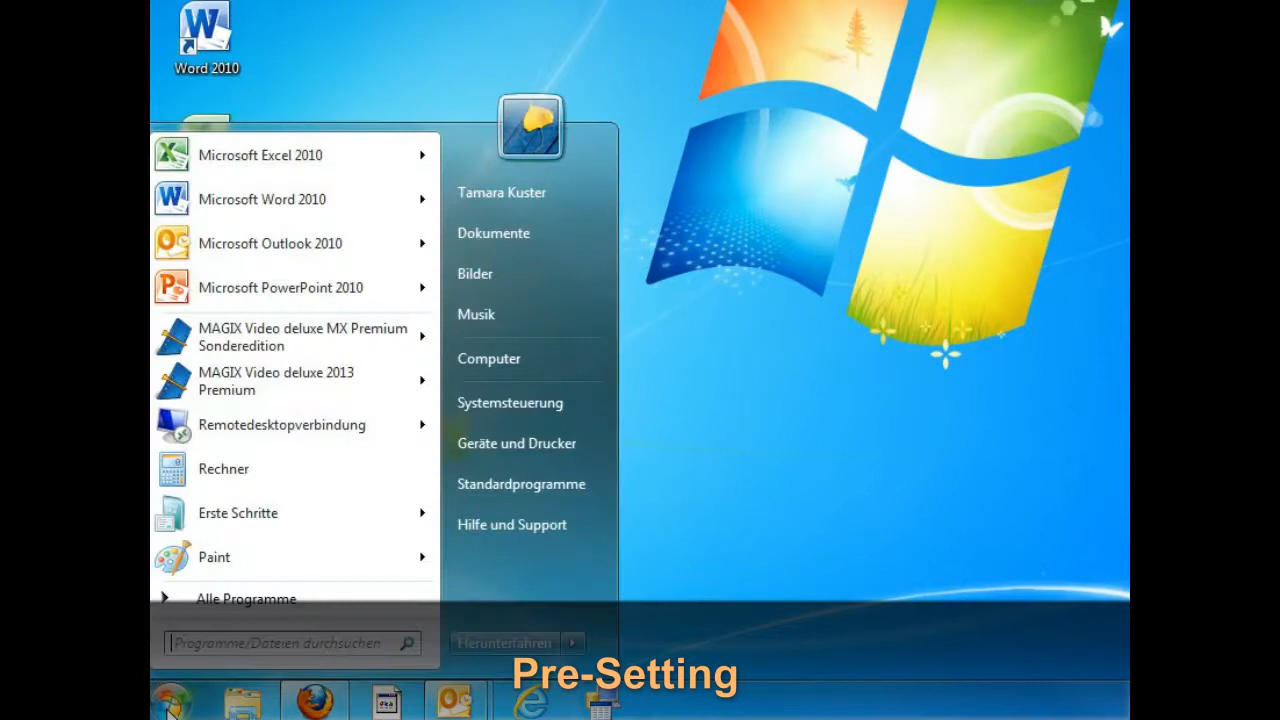 Word 2010
Microsoft Excel 2010
Microsoft Word 2010
Microsoft Outlook 2010
Microsoft PowerPoint 2010
MAGIX Video deluxe MX Premium
Sonderedition
MAGIX Video deluxe 2013
Premium
Remotedesktopverbindung
Rechner
Erste Schritte
Paint
Alle Programme
Programme/Dateien durchsuchen
Tamara Kuster
Dokumente
Bilder
Musik
Computer
Systemsteuerung
Geräte und Drucker
Standardprogramme
Hilfe und Support
Herunterfahren
Pre-Setting